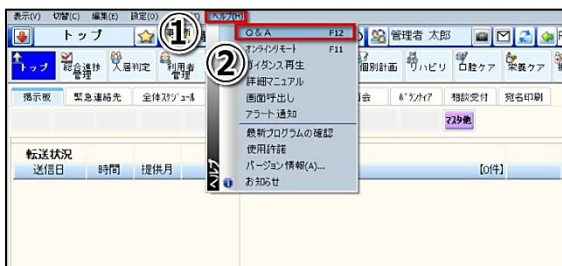 表示(V) 切替(C) 編集(E) 設定(O) ヘルプ(H)
① 
トップ 管理者 太郎
② 
トップ 総合進捗管理 入居判定 利用者管理 個別計画 リハビリ 口腔ケア 栄養ケア
掲示板 緊急連絡先 全体スケジュール ボランティア 相談受付 宛名印刷
マスタ他
Q&A F12
オンラインリモート F11
ガイダンス再生
詳細マニュアル
画面呼出し
アラート通知
最新プログラムの確認
使用許諾
バージョン情報(A)...
お知らせ
ヘルプ
転送状況
送信日 時間 提供月 [0件]